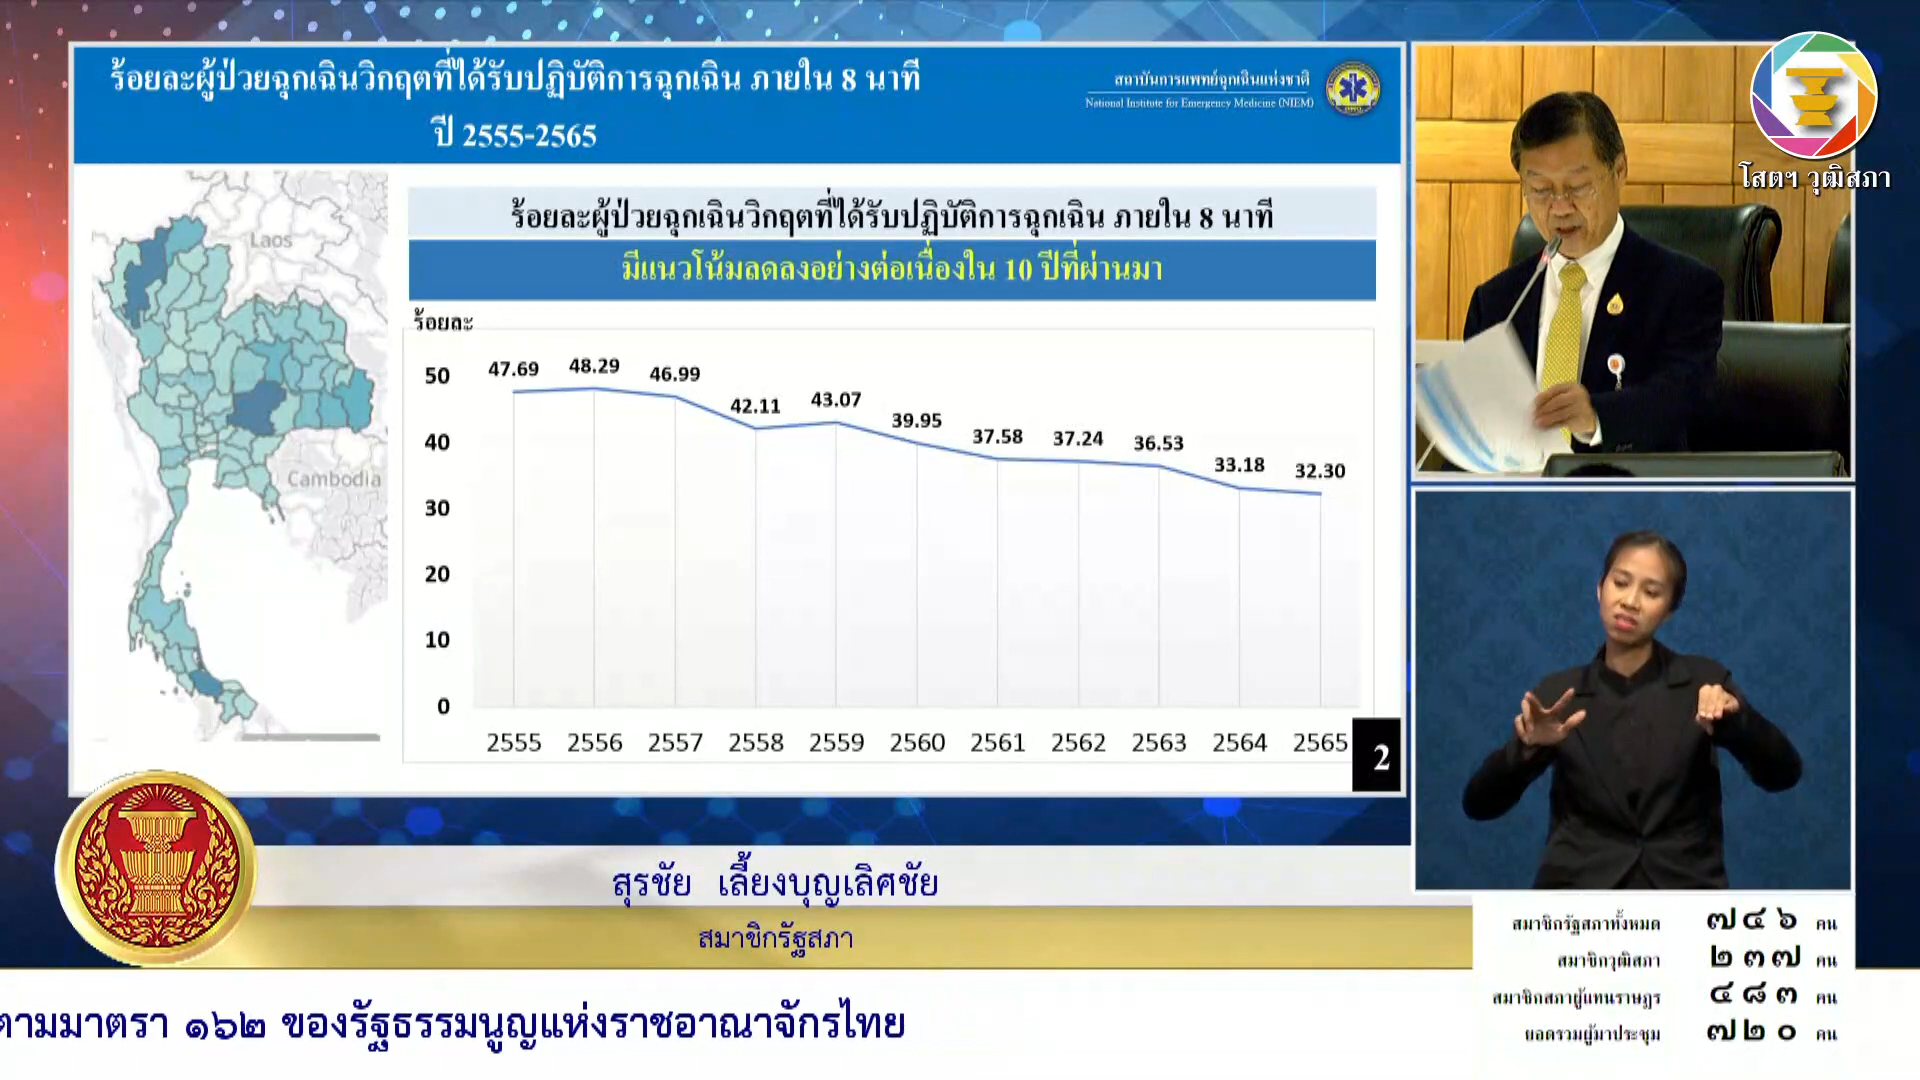 ร้อยละผู้ป่วยฉุกเฉินวิกฤตที่ได้รับปฏิบัติการฉุกเฉิน ภายใน 8 นาที
ปี 2555-2565
สถาบันการแพทย์ฉุกเฉินแห่งชาติ
National Institute for Emergency Medicine (NIEM)
โสตฯ วุฒิสภา
Laos
Cambodia
ร้อยละผู้ป่วยฉุกเฉินวิกฤตที่ได้รับปฏิบัติการฉุกเฉิน ภายใน 8 นาที
มีแนวโน้มลดลงอย่างต่อเนื่องใน 10 ปีที่ผ่านมา
ร้อยละ
50
40
30
20
10
0
47.69 48.29 46.99 42.11 43.07 39.95 37.58 37.24 36.53 33.18 32.30
2555 2556 2557 2558 2559 2560 2561 2562 2563 2564 2565
2
สุรชัย เลี้ยงบุญเลิศชัย
สมาชิกรัฐสภา
สมาชิกรัฐสภาทั้งหมด ๗๔๖ คน
สมาชิกวุฒิสภา ๒๓๗ คน
สมาชิกสภาผู้แทนราษฎร ๔๘๓ คน
ยอดรวมผู้มาประชุม ๗๒๐ คน
ตามมาตรา ๑๖๒ ของรัฐธรรมนูญแห่งราชอาณาจักรไทย